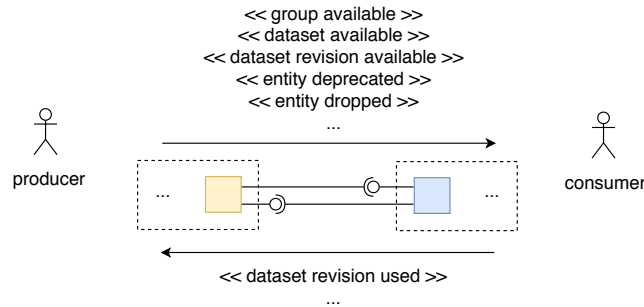 << group available >>
<< dataset available >>
<< dataset revision available >>
<< entity deprecated >>
<< entity dropped >>
...
producer
consumer
...
...
<< dataset revision used >>
...